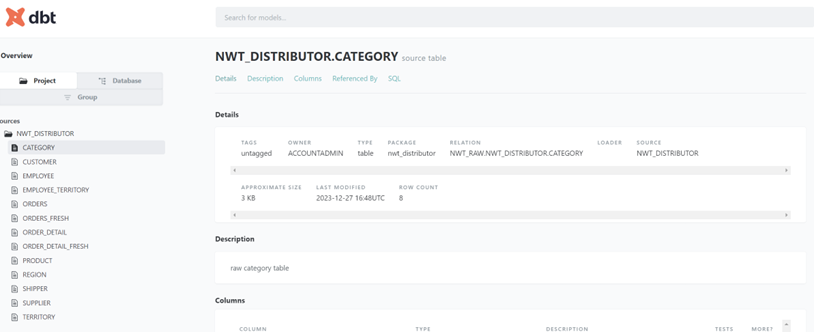 dbt
Search for models...
Overview
Project
Database
Group
ources
NWT_DISTRIBUTOR
CATEGORY
CUSTOMER
EMPLOYEE
EMPLOYEE_TERRITORY
ORDERS
ORDERS_FRESH
ORDER_DETAIL
ORDER_DETAIL_FRESH
PRODUCT
REGION
SHIPPER
SUPPLIER
TERRITORY
NWT_DISTRIBUTOR.CATEGORY source table
Details Description Columns Referenced By SQL
Details
TAGS OWNER TYPE PACKAGE RELATION LOADER SOURCE
untagged ACCOUNTADMIN table nwt_distributor NWT_RAW.NWT_DISTRIBUTOR.CATEGORY NWT_DISTRIBUTOR
APPROXIMATE SIZE LAST MODIFIED ROW COUNT
3 KB 2023-12-27 16:48UTC 8
Description
raw category table
Columns
COLUMN TYPE DESCRIPTION TESTS MORE?